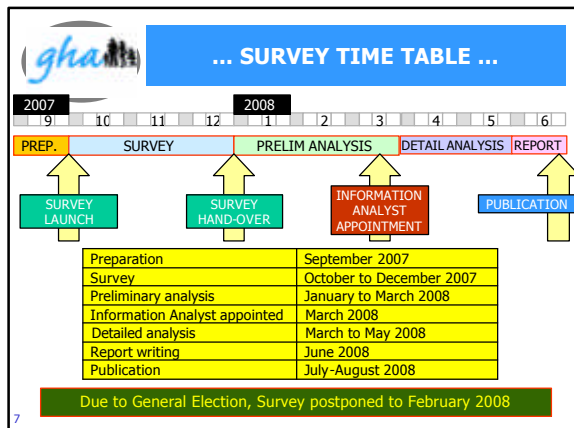 gha
... SURVEY TIME TABLE ...
2007 2008
9 10 11 12 1 2 3 4 5 6
PREP. SURVEY PRELIM ANALYSIS DETAIL ANALYSIS REPORT
SURVEY
LAUNCH
SURVEY
HAND-OVER
INFORMATION
ANALYST
APPOINTMENT
PUBLICATION
Preparation September 2007
Survey October to December 2007
Preliminary analysis January to March 2008
Information Analyst appointed March 2008
Detailed analysis March to May 2008
Report writing June 2008
Publication July-August 2008
Due to General Election, Survey postponed to February 2008
7